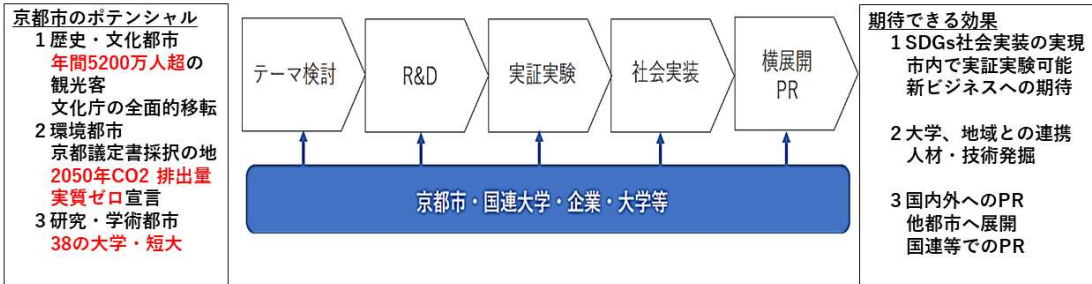 京都市のポテンシャル
1 歴史・文化都市
年間5200万人超の
観光客
文化庁の全面的移転
2 環境都市
京都議定書採択の地
2050年CO2 排出量
実質ゼロ宣言
3 研究・学術都市
38の大学・短大
テーマ検討
R&D
実証実験
社会実装
横展開
PR
京都市・国連大学・企業・大学等
期待できる効果
1 SDGs社会実装の実現
市内で実証実験可能
新ビジネスへの期待
2 大学、地域との連携
人材・技術発掘
3 国内外へのPR
他都市へ展開
国連等でのPR